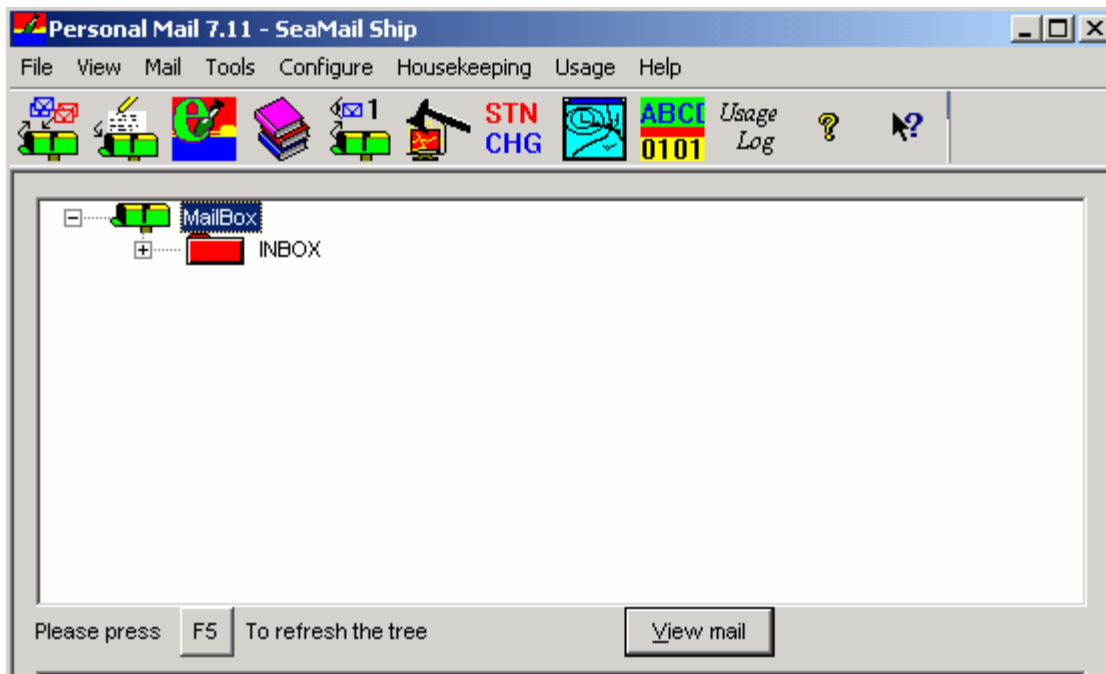 Personal Mail 7.11 - SeaMail Ship
File View Mail Tools Configure Housekeeping Usage Help
1 STN CHG ABCD 0101 Usage Log ? ?
MailBox
INBOX
Please press F5 To refresh the tree View mail